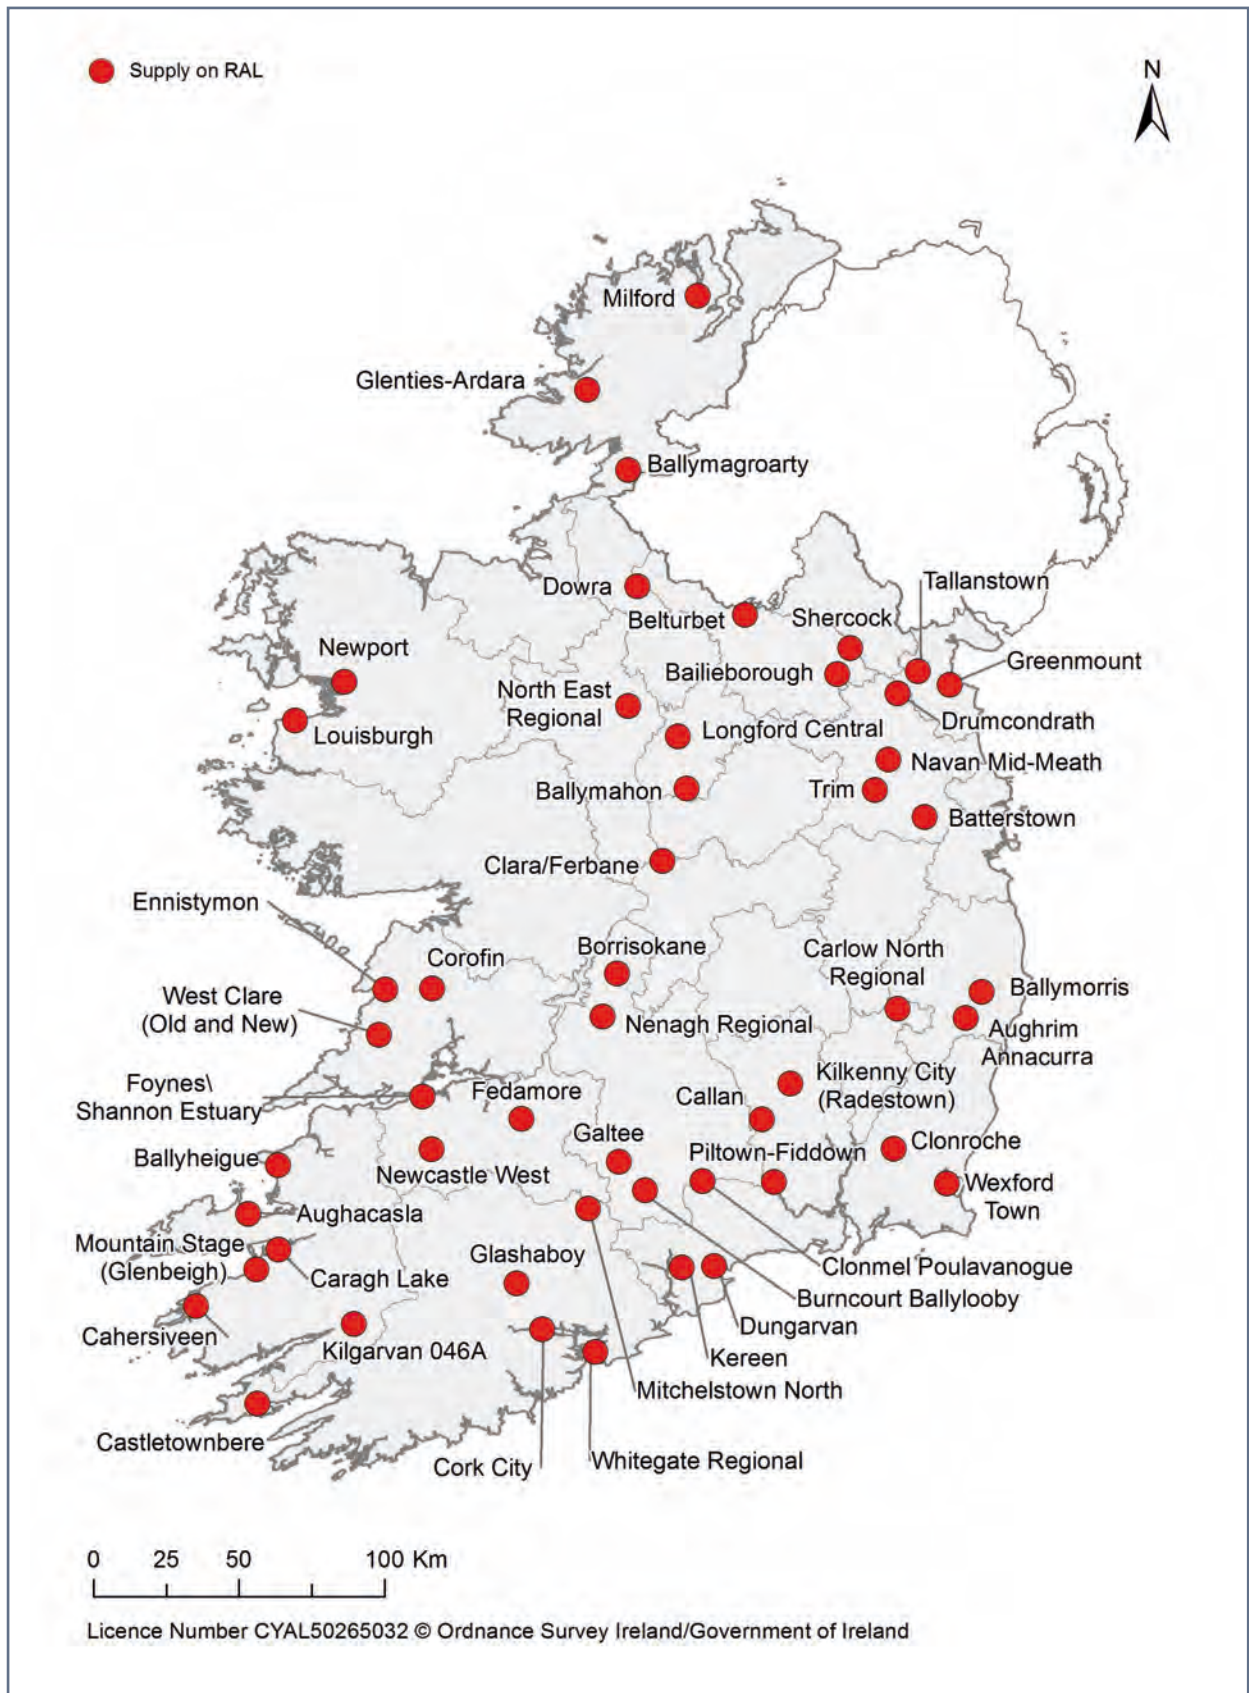 Supply on RAL
N
Milford
Glenties-Ardara
Ballymagroarty
Tallanstown
Dowra
Belturbet
Shercock
Newport
Greenmount
Bailieborough
North East
Regional
Drumcondrath
Longford Central
Louisburgh
Navan Mid-Meath
Ballymahon
Trim
Batterstown
Clara/Ferbane
Ennistymon
Borrisokane
Carlow North
Regional
Corofin
Ballymorris
West Clare
(Old and New)
Nenagh Regional
Aughrim
Annacurra
Foynes\
Shannon Estuary
Fedamore
Kilkenny City
(Radestown)
Callan
Galtee
Clonroche
Piltown-Fiddown
Ballyheigue
Newcastle West
Wexford
Town
Aughacasla
Mountain Stage
(Glenbeigh)
Glashaboy
Caragh Lake
Clonmel Poulavanogue
Burncourt Ballylooby
Cahersiveen
Dungarvan
Kilgarvan 046A
Kereen
Mitchelstown North
Castletownbere
Whitegate Regional
Cork City
0 25 50 100 Km
Licence Number CYAL50265032 © Ordnance Survey Ireland/Government of Ireland